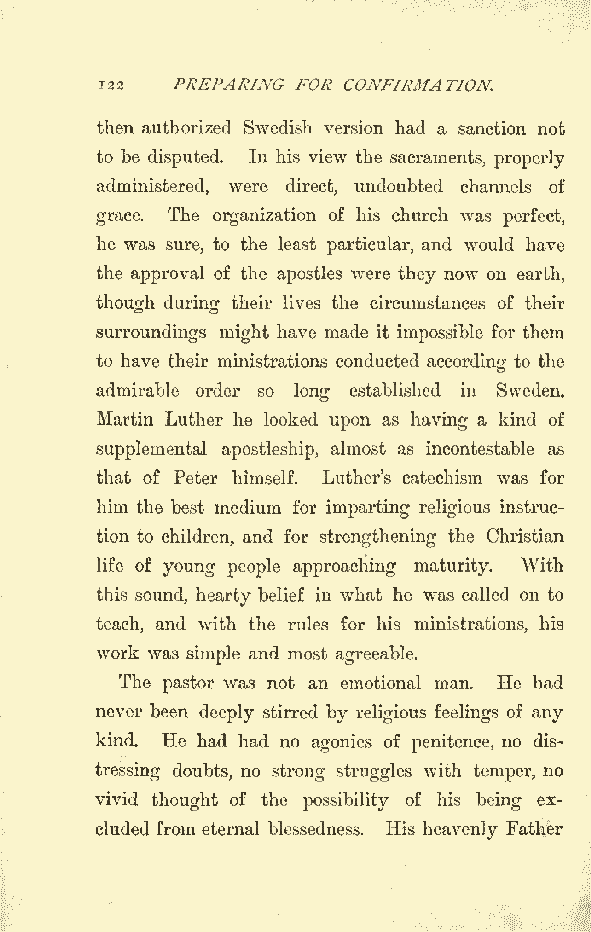 122 PREPARING FOR CONFIRMATION.
then authorized Swedish version had a sanction not
to be disputed. In his view the sacraments, properly
administered, were direct, undoubted channels of
grace. The organization of his church was perfect,
he was sure, to the least particular, and would have
the approval of the apostles were they now on earth,
though during their lives the circumstances of their
surroundings might have made it impossible for them
to have their ministrations conducted according to the
admirable order so long established in Sweden.
Martin Luther he looked upon as having a kind of
supplemental apostleship, almost as incontestable as
that of Peter himself. Luther's catechism was for
him the best medium for imparting religious instruc-
tion to children, and for strengthening the Christian
life of young people approaching maturity. With
this sound, hearty belief in what he was called on to
teach, and with the rules for his ministrations, his
work was simple and most agreeable.
The pastor was not an emotional man. He had
never been deeply stirred by religious feelings of any
kind. He had had no agonies of penitence, no dis-
tressing doubts, no strong struggles with temper, no
vivid thought of the possibility of his being ex-
cluded from eternal blessedness. His heavenly Father